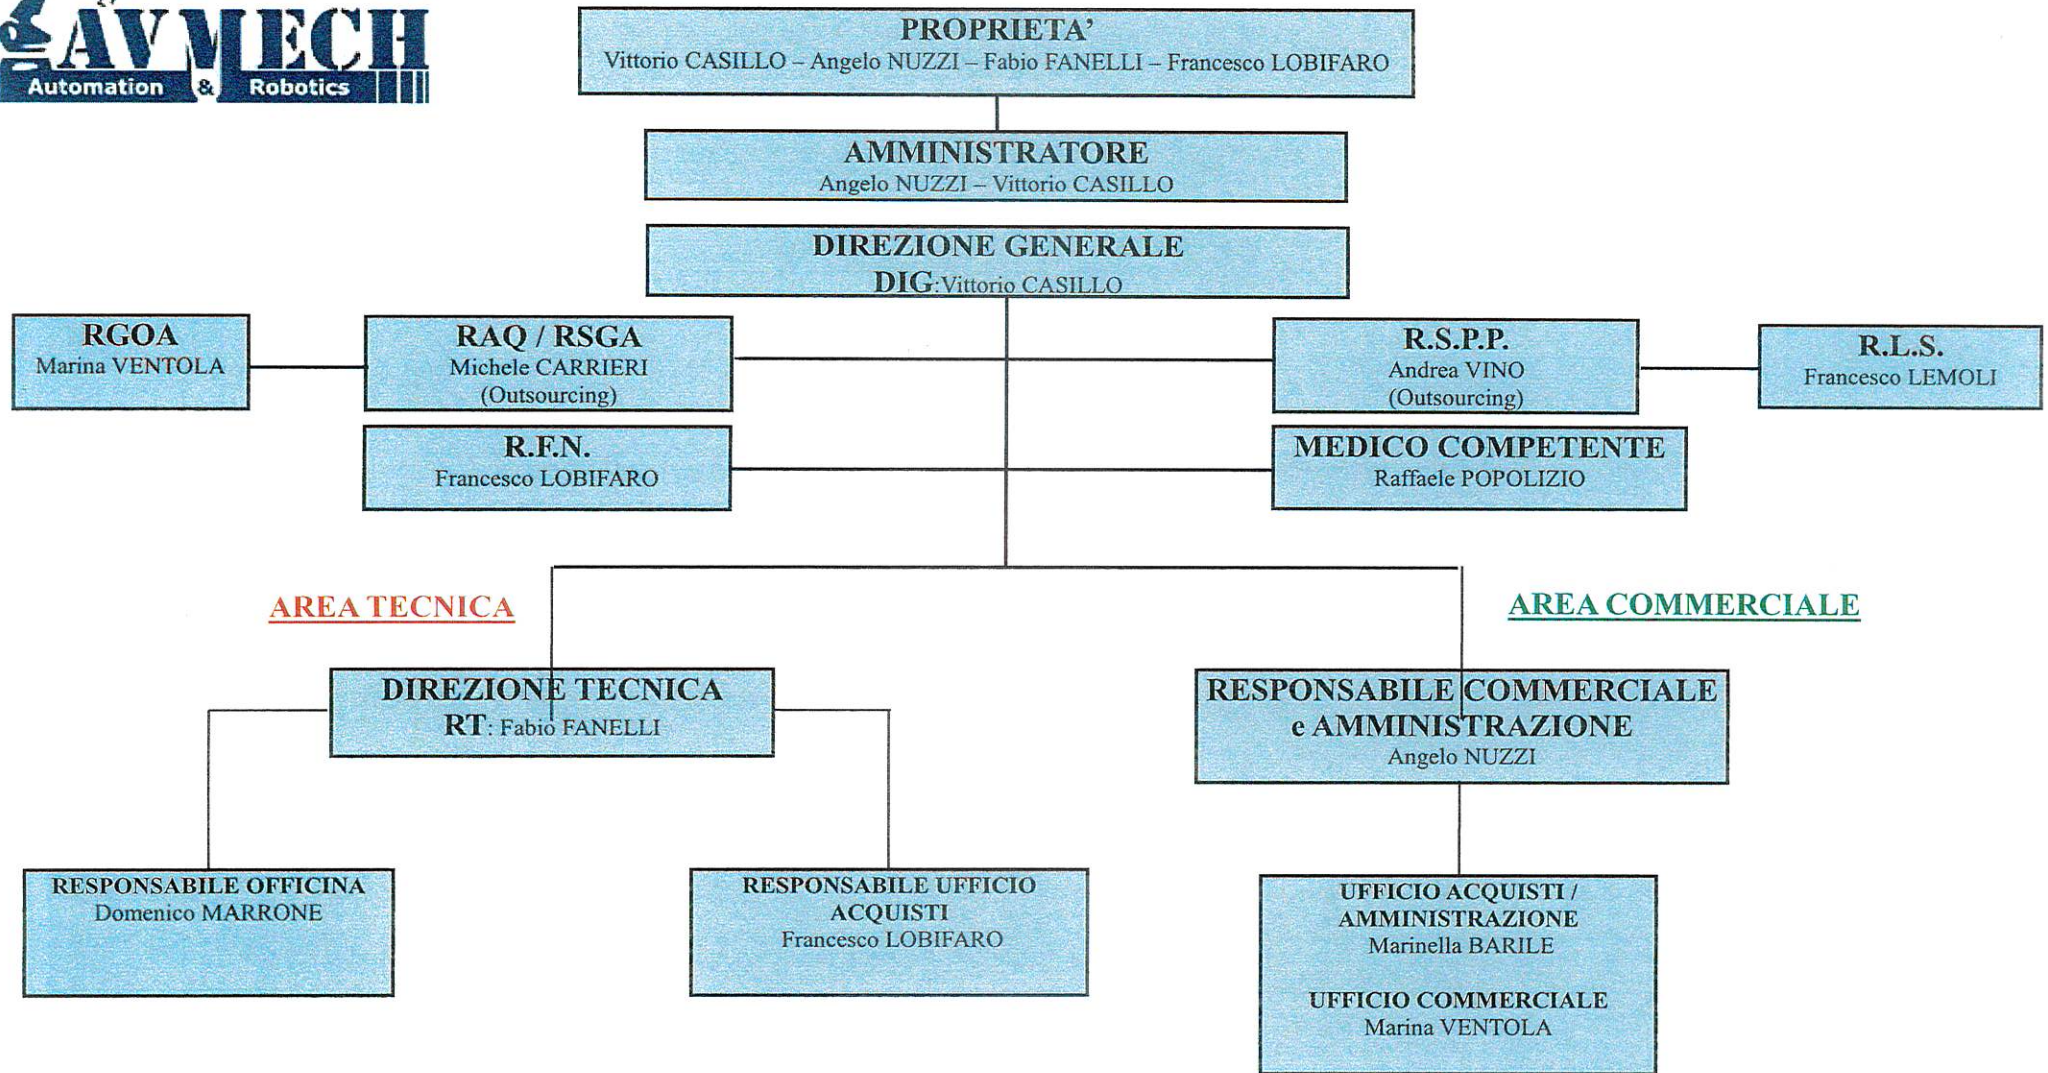 AVMECH
Automation & Robotics
PROPRIETA’
Vittorio CASILLO – Angelo NUZZI – Fabio FANELLI – Francesco LOBIFARO
AMMINISTRATORE
Angelo NUZZI – Vittorio CASILLO
DIREZIONE GENERALE
DIG:Vittorio CASILLO
RGOA
Marina VENTOLA
RAQ / RSGA
Michele CARRIERI
(Outsourcing)
R.S.P.P.
Andrea VINO
(Outsourcing)
R.L.S.
Francesco LEMOLI
R.F.N.
Francesco LOBIFARO
MEDICO COMPETENTE
Raffaele POPOLIZIO
AREA TECNICA
AREA COMMERCIALE
DIREZIONE TECNICA
RT: Fabio FANELLI
RESPONSABILE COMMERCIALE
e AMMINISTRAZIONE
Angelo NUZZI
RESPONSABILE OFFICINA
Domenico MARRONE
RESPONSABILE UFFICIO
ACQUISTI
Francesco LOBIFARO
UFFICIO ACQUISTI /
AMMINISTRAZIONE
Marinella BARILE
UFFICIO COMMERCIALE
Marina VENTOLA